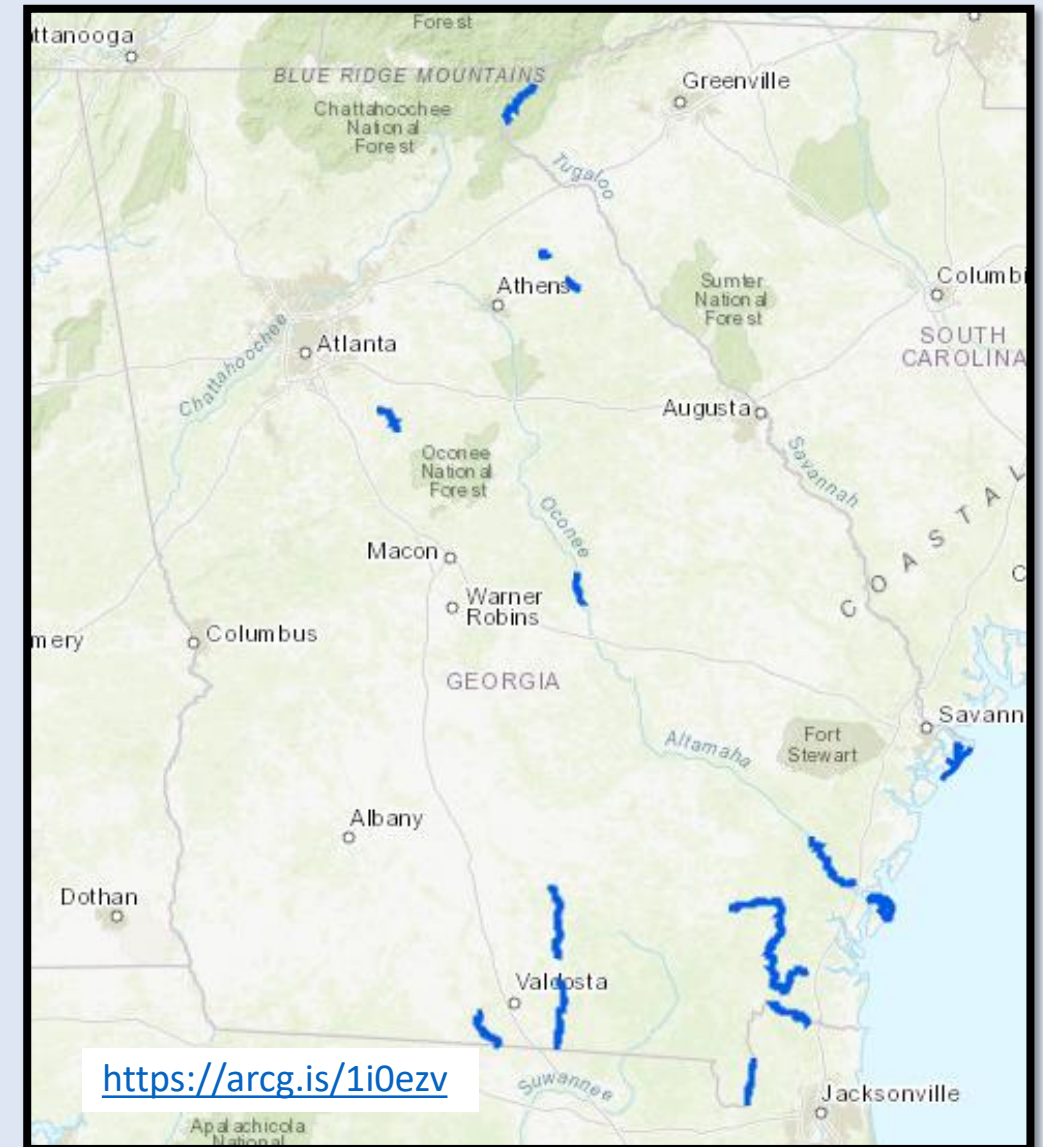 Forest
ttanooga
BLUE RIDGE MOUNTAINS
Greenville
Chattahoochee
National
Forest
Tugaloo
Athens
Sumter
National
Forest
Columbi
SOUTH
CAROLINA
Atlanta
Chattahoochee
Augusta
Oconee
National
Forest
Savannah
COASTAL
Oconee
Macon
Warner
Robins
C
mery
Columbus
GEORGIA
Savann
Altamaha
Fort
Stewart
Albany
Dothan
Valdosta
https://arcg.is/1i0ezv
Suwannee
Jacksonville
Apalachicola
National